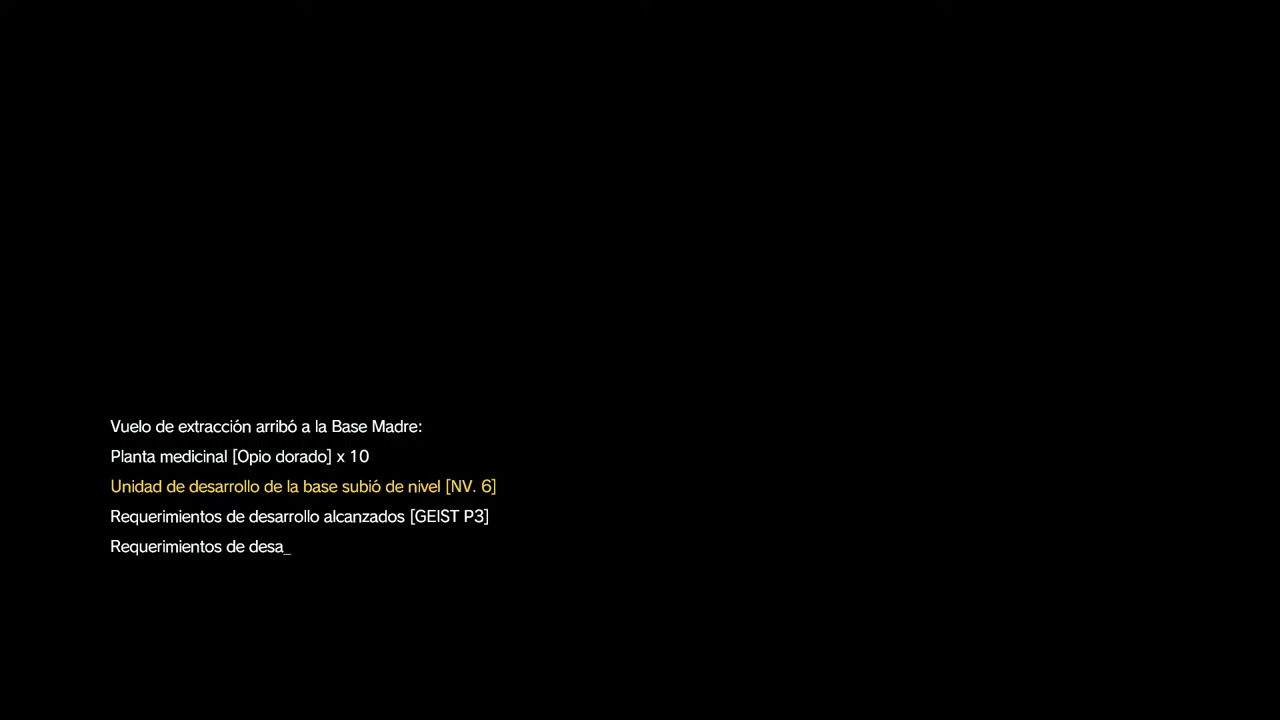 Vuelo de extracción arribó a la Base Madre:
Planta medicinal [Opio dorado] x 10
Unidad de desarrollo de la base subió de nivel [NV. 6]
Requerimientos de desarrollo alcanzados [GEIST P3]
Requerimientos de desa_